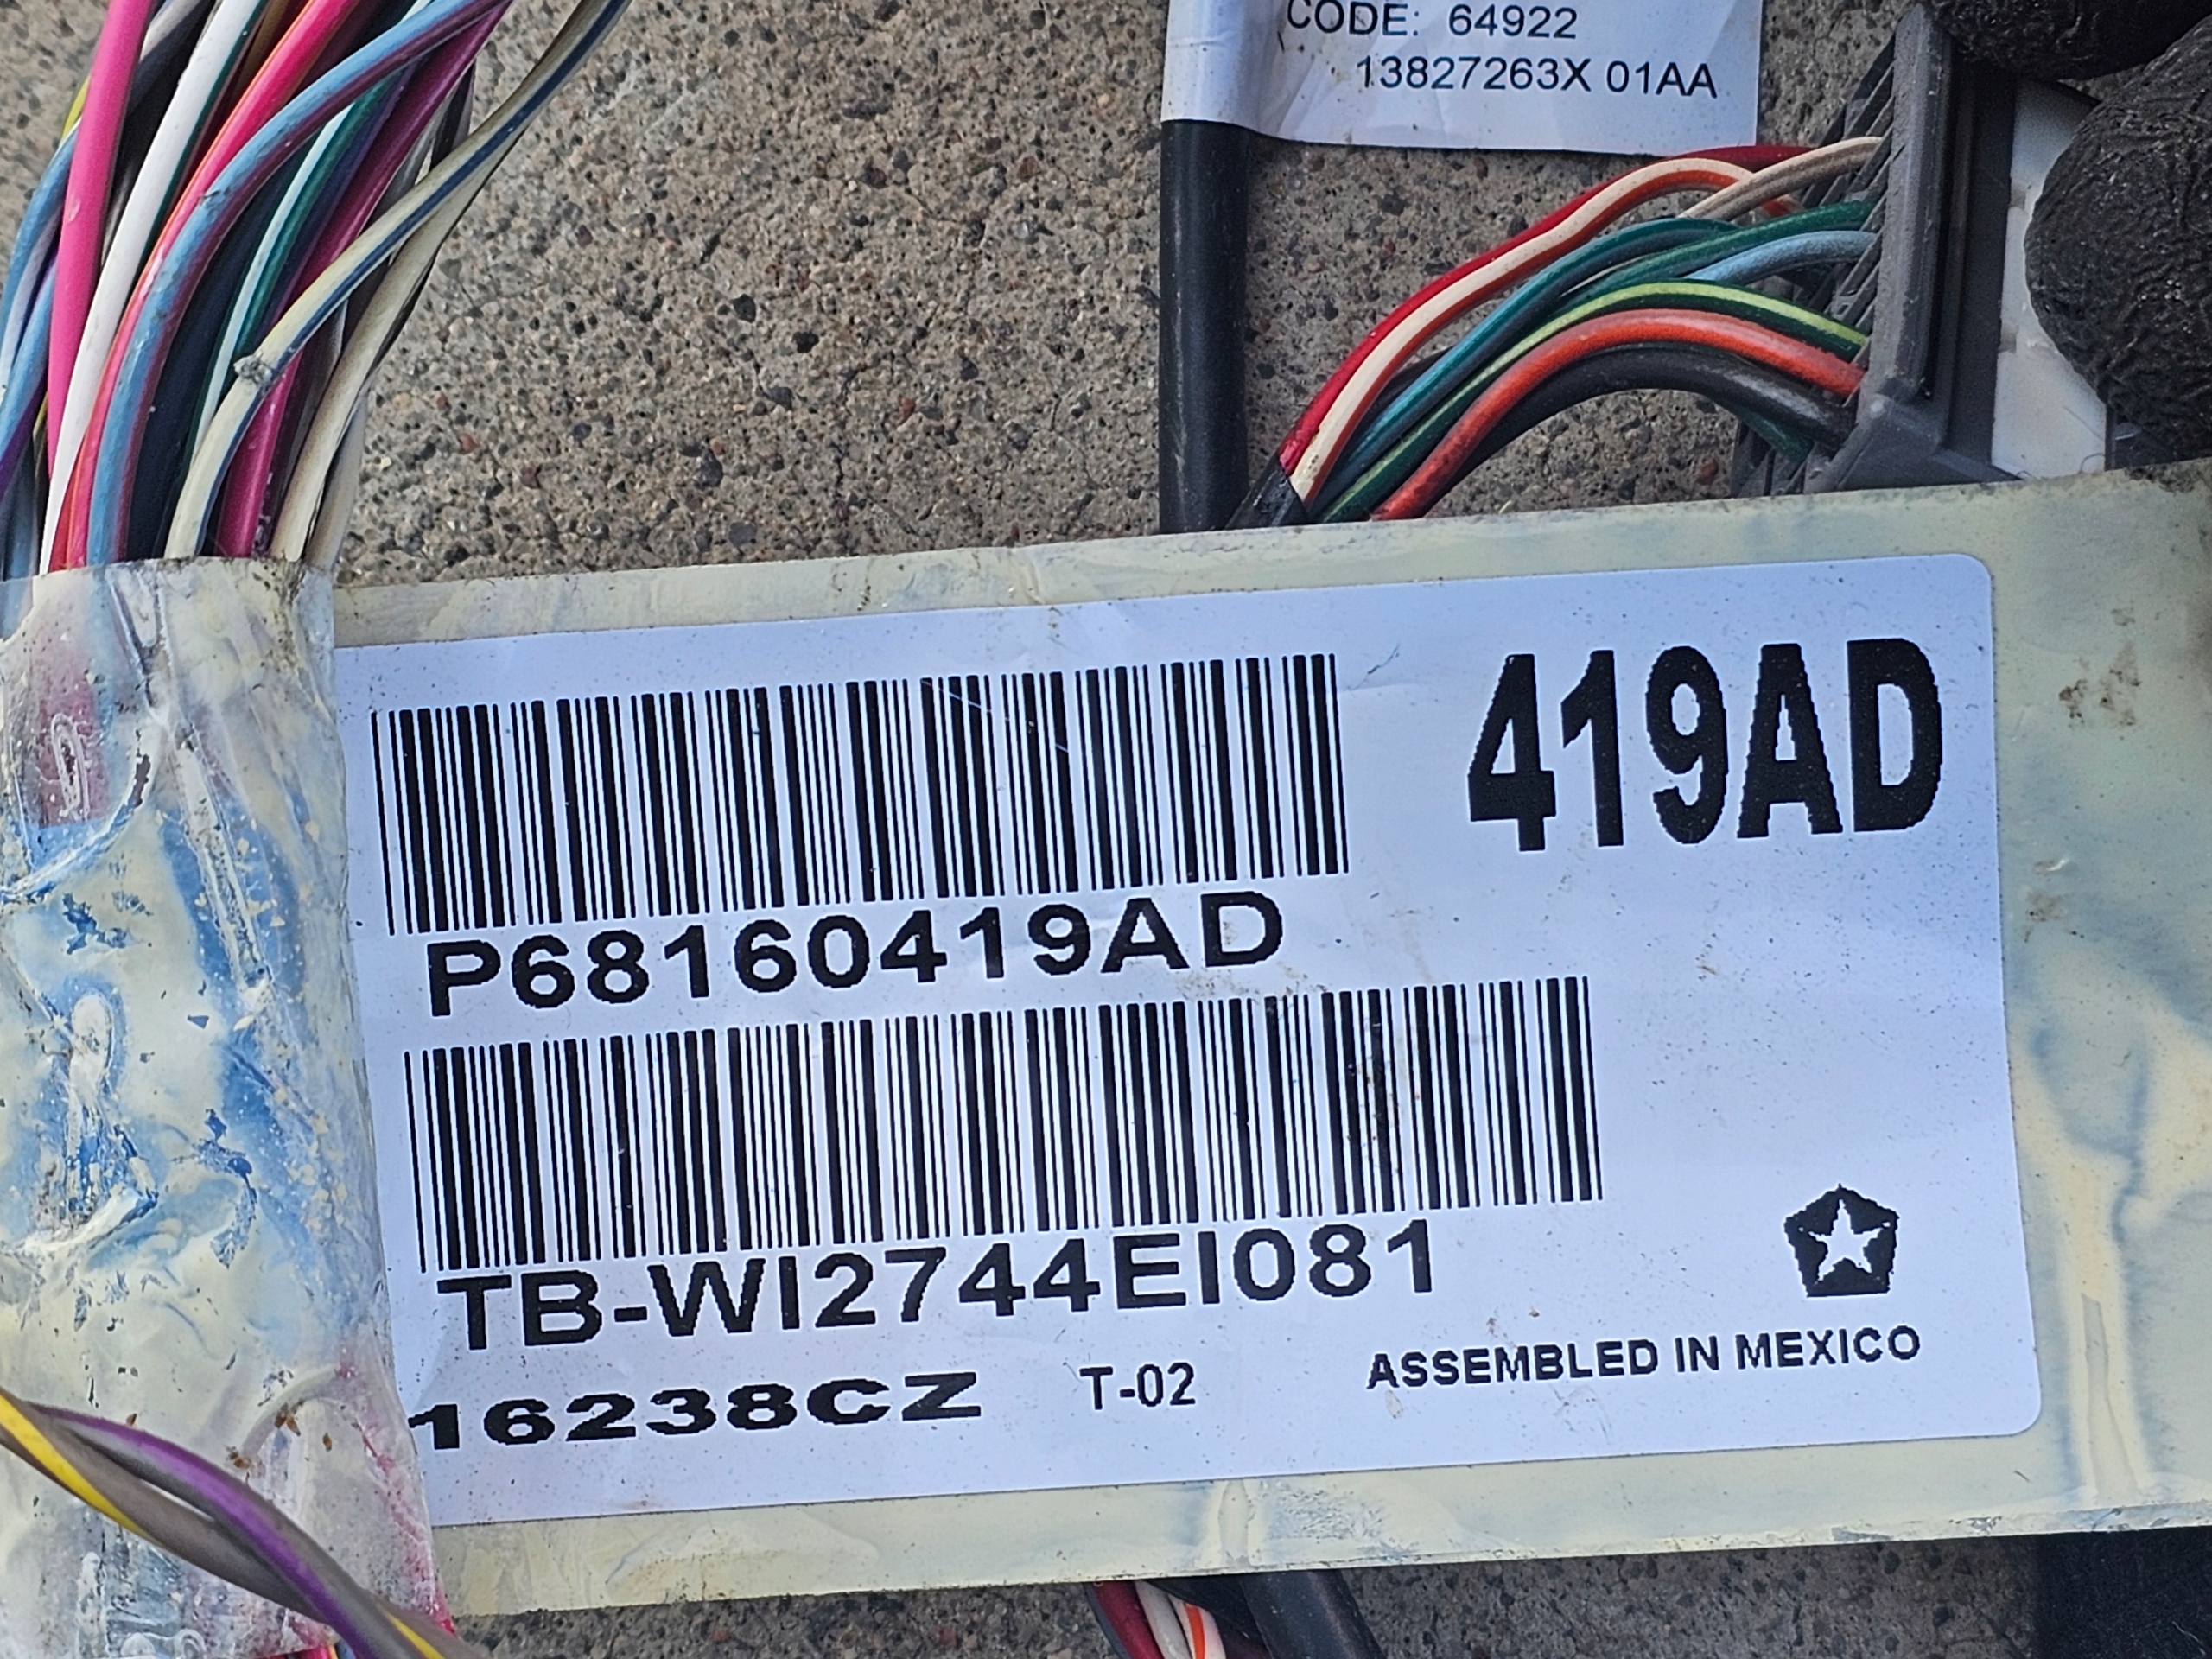 CODE: 64922
13827263X 01AA
419AD
P68160419AD
TB-WI2744EI081
16238CZ T-02 ASSEMBLED IN MEXICO